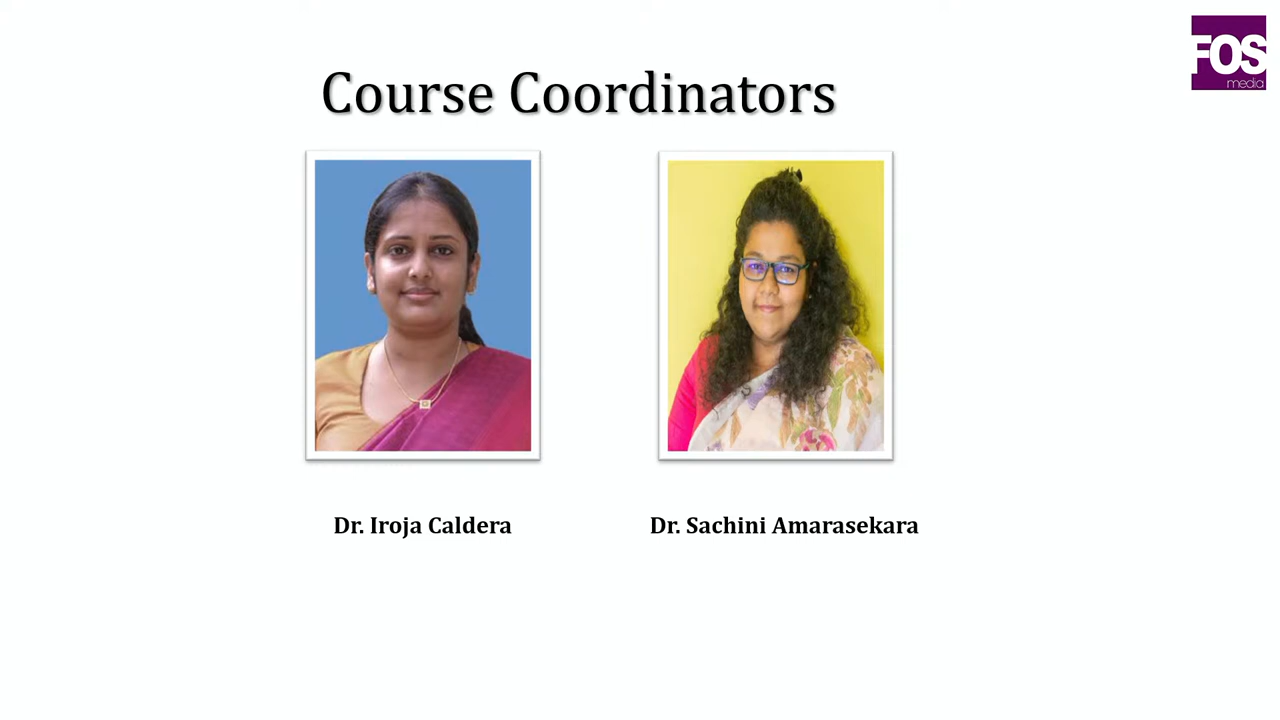 FOS
media
Course Coordinators
Dr. Iroja Caldera
Dr. Sachini Amarasekara